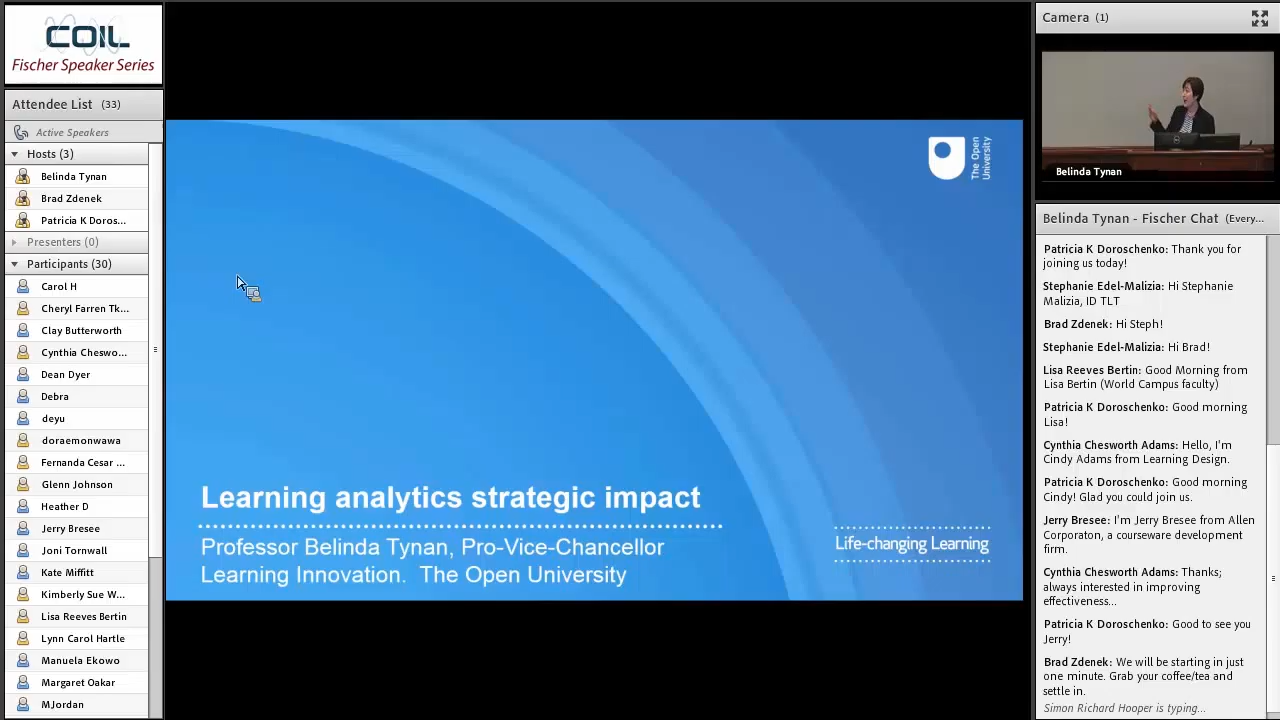 COIL
Fischer Speaker Series
Attendee List (33)
Active Speakers
Hosts (3)
Belinda Tynan
Brad Zdenek
Patricia K Doros...
Presenters (0)
Participants (30)
Carol H
Cheryl Farren Tk...
Clay Butterworth
Cynthia Cheswo...
Dean Dyer
Debra
deyu
doraemonwawa
Fernanda Cesar ...
Glenn Johnson
Heather D
Jerry Bresee
Joni Tornwall
Kate Miffitt
Kimberly Sue W...
Lisa Reeves Bertin
Lynn Carol Hartle
Manuela Ekowo
Margaret Oakar
MJordan
The Open
University
Learning analytics strategic impact
Professor Belinda Tynan, Pro-Vice-Chancellor
Learning Innovation. The Open University
Life-changing Learning
Camera (1)
Belinda Tynan
Belinda Tynan - Fischer Chat (Every...
Patricia K Doroschenko: Thank you for
joining us today!
Stephanie Edel-Malizia: Hi Stephanie
Malizia, ID TLT
Brad Zdenek: Hi Steph!
Stephanie Edel-Malizia: Hi Brad!
Lisa Reeves Bertin: Good Morning from
Lisa Bertin (World Campus faculty)
Patricia K Doroschenko: Good morning
Lisa!
Cynthia Chesworth Adams: Hello, I'm
Cindy Adams from Learning Design.
Patricia K Doroschenko: Good morning
Cindy! Glad you could join us.
Jerry Bresee: I'm Jerry Bresee from Allen
Corporaton, a courseware development
firm.
Cynthia Chesworth Adams: Thanks;
always interested in improving
effectiveness...
Patricia K Doroschenko: Good to see you
Jerry!
Brad Zdenek: We will be starting in just
one minute. Grab your coffee/tea and
settle in.
Simon Richard Hooper is typing...